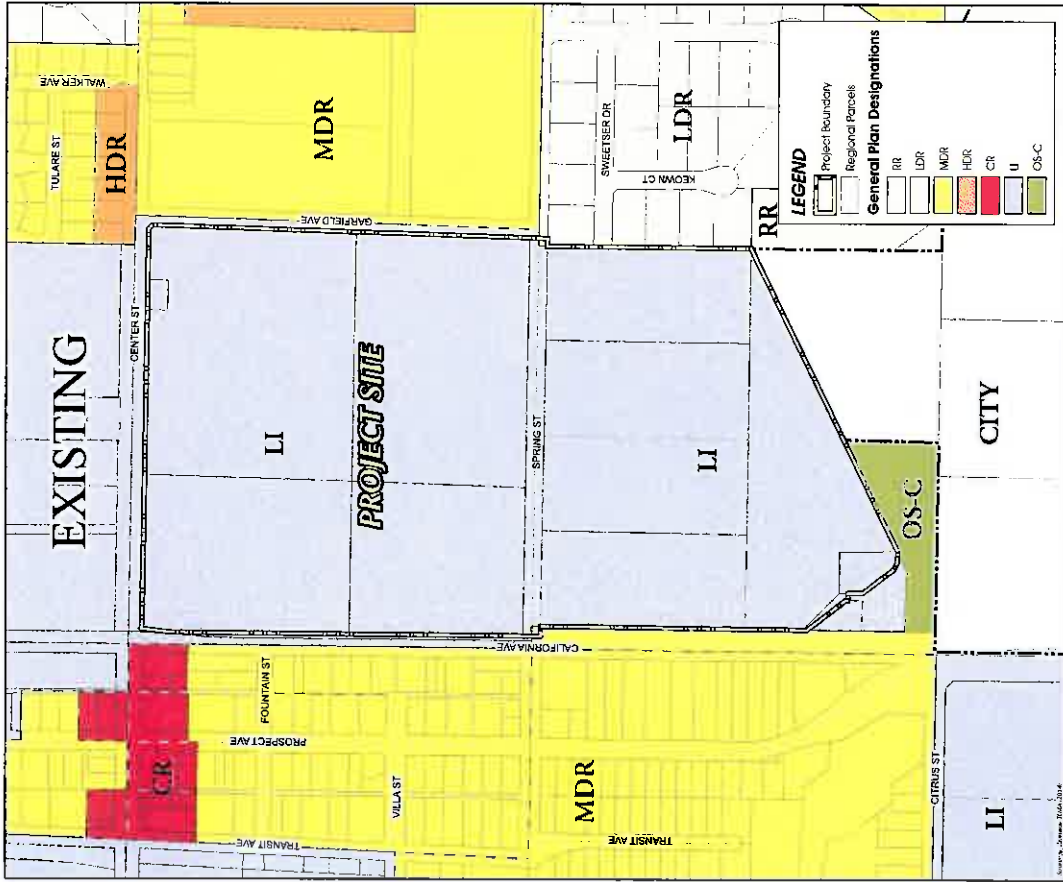 EXISTING
WALKER AVE
TULARE ST
HDR
MDR
CENTER ST
GARFIELD AVE
LI
PROJECT SITE
SPRING ST
LI
SWEETSER DR
LDR
KEOWN CT
RR
CALIFORNIA AVE
FOUNTAIN ST
PROSPECT AVE
CR
VILLA ST
MDR
TRANSIT AVE
TRANSIT AVE
OS-C
CITY
CITRUS ST
LI
LEGEND
Project Boundary
Regional Parcels
General Plan Designations
RR
LDR
MDR
HDR
CR
LI
OS-C